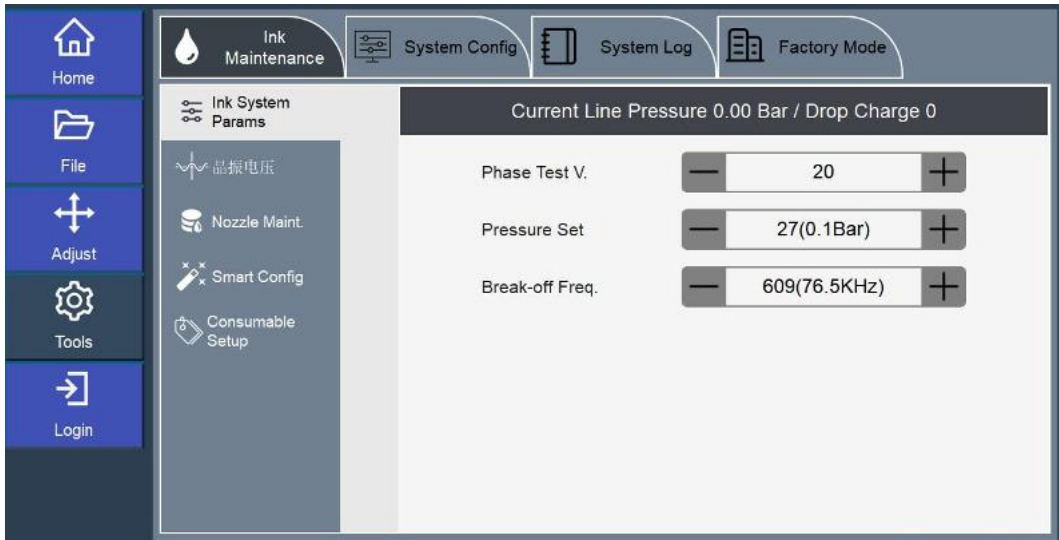 Home
File
Adjust
Tools
Login
Ink
Maintenance
System Config
System Log
Factory Mode
Ink System
Params
晶振电压
Nozzle Maint.
Smart Config
Consumable
Setup
Current Line Pressure 0.00 Bar / Drop Charge 0
Phase Test V.
20
Pressure Set
27(0.1Bar)
Break-off Freq.
609(76.5KHz)